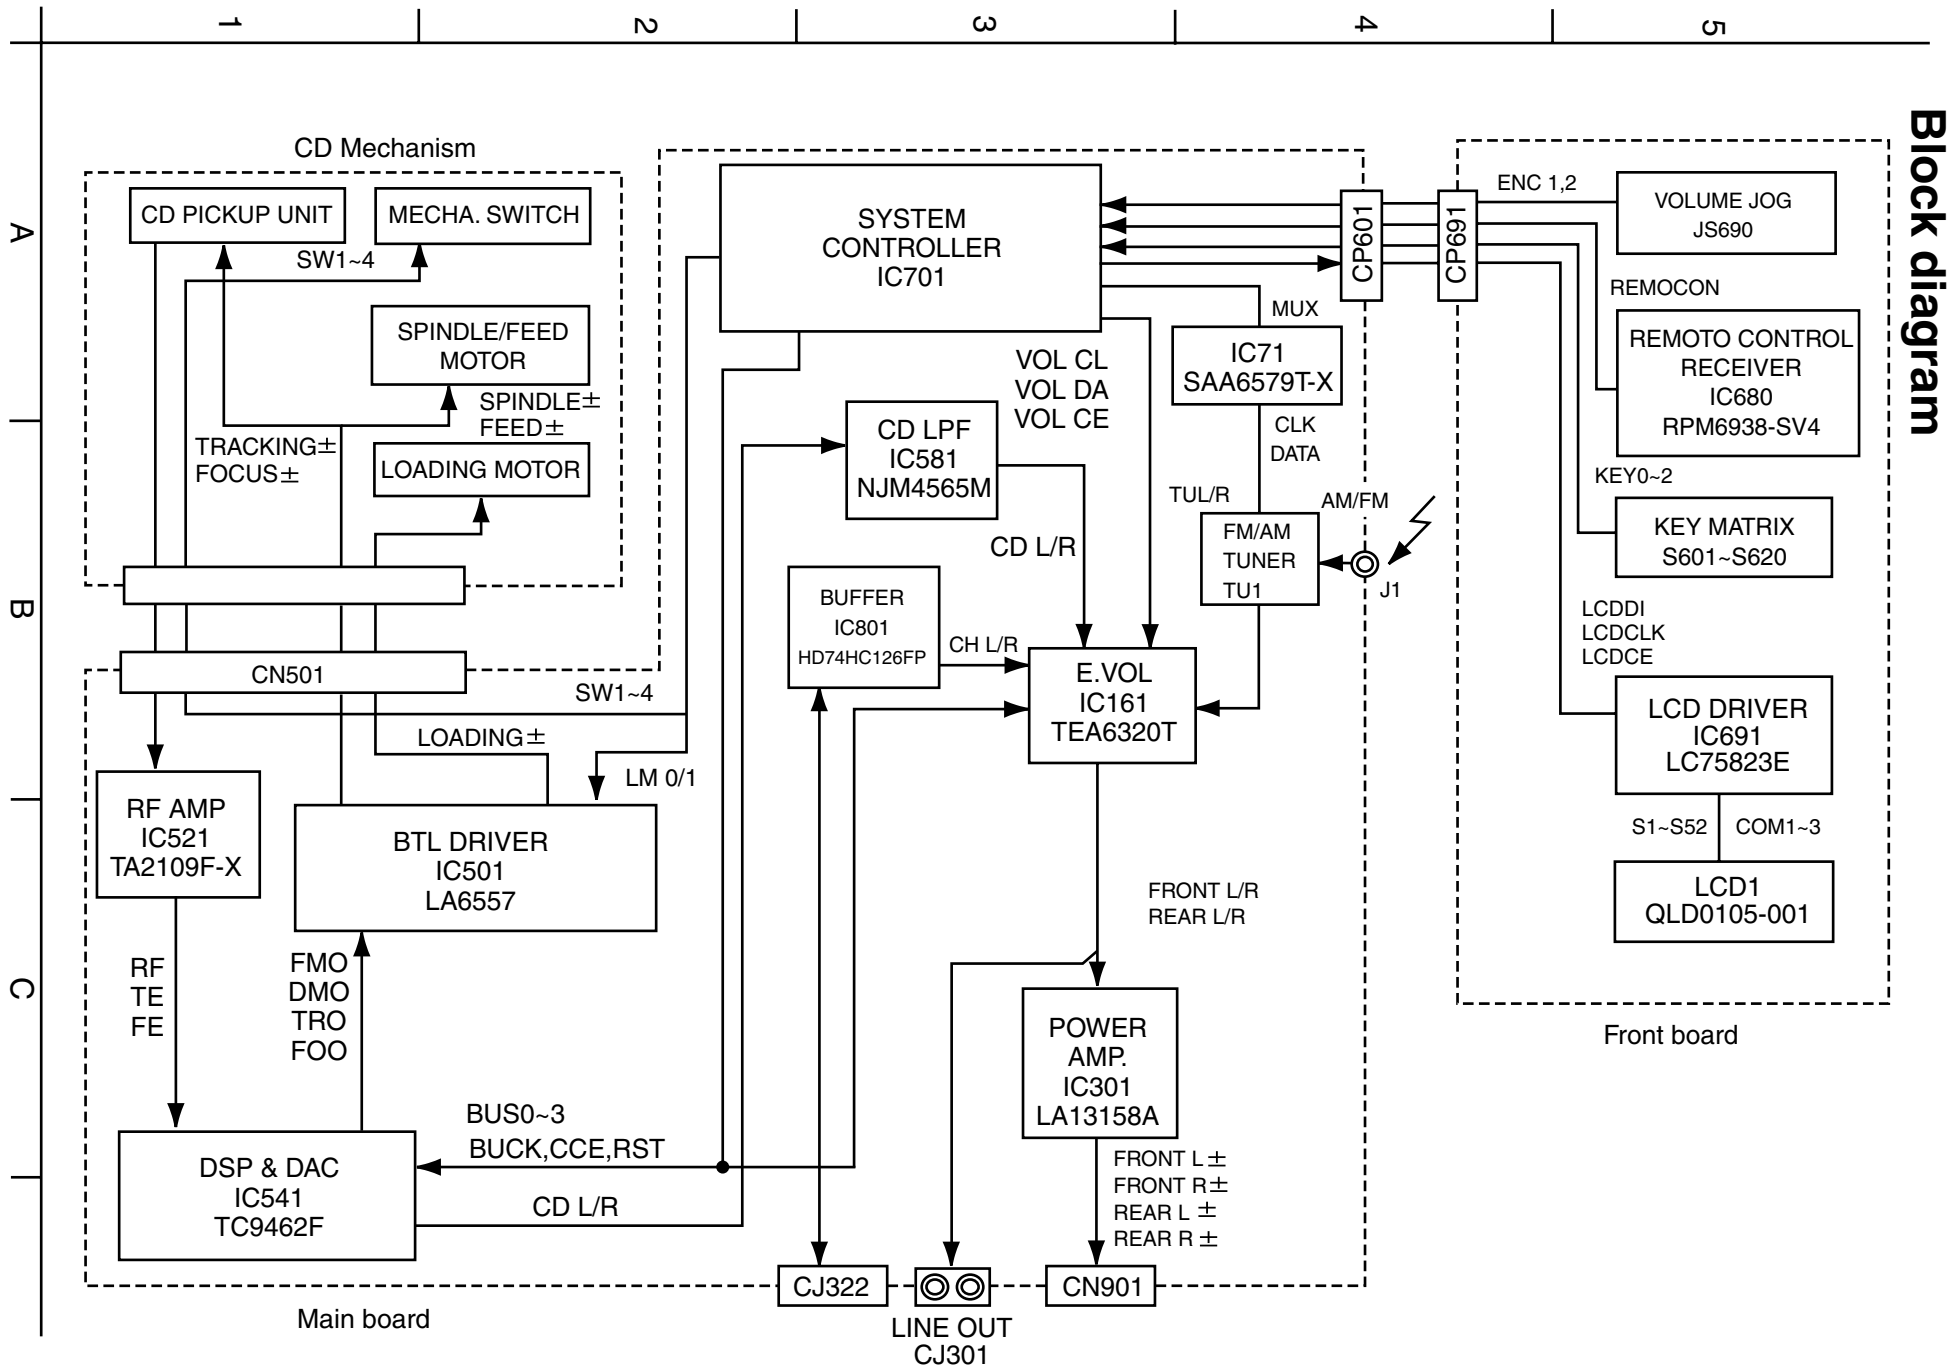 1
2
3
4
5
A
B
C
Block diagram
CD Mechanism
CD PICKUP UNIT
MECHA. SWITCH
SW1~4
SPINDLE/FEED
MOTOR
SPINDLE±
FEED±
TRACKING±
FOCUS±
LOADING MOTOR
CN501
SW1~4
LOADING±
LM 0/1
RF AMP
IC521
TA2109F-X
BTL DRIVER
IC501
LA6557
RF
TE
FE
FMO
DMO
TRO
FOO
DSP & DAC
IC541
TC9462F
BUS0~3
BUCK,CCE,RST
CD L/R
Main board
SYSTEM
CONTROLLER
IC701
VOL CL
VOL DA
VOL CE
CD LPF
IC581
NJM4565M
CD L/R
BUFFER
IC801
HD74HC126FP
CH L/R
E.VOL
IC161
TEA6320T
MUX
IC71
SAA6579T-X
CLK
DATA
TUL/R
AM/FM
FM/AM
TUNER
TU1
J1
FRONT L/R
REAR L/R
POWER
AMP.
IC301
LA13158A
FRONT L±
FRONT R±
REAR L ±
REAR R ±
CJ322
LINE OUT
CJ301
CN901
CP601
CP691
ENC 1,2
VOLUME JOG
JS690
REMOCON
REMOTO CONTROL
RECEIVER
IC680
RPM6938-SV4
KEY0~2
KEY MATRIX
S601~S620
LCDDI
LCDCLK
LCDCE
LCD DRIVER
IC691
LC75823E
S1~S52
COM1~3
LCD1
QLD0105-001
Front board